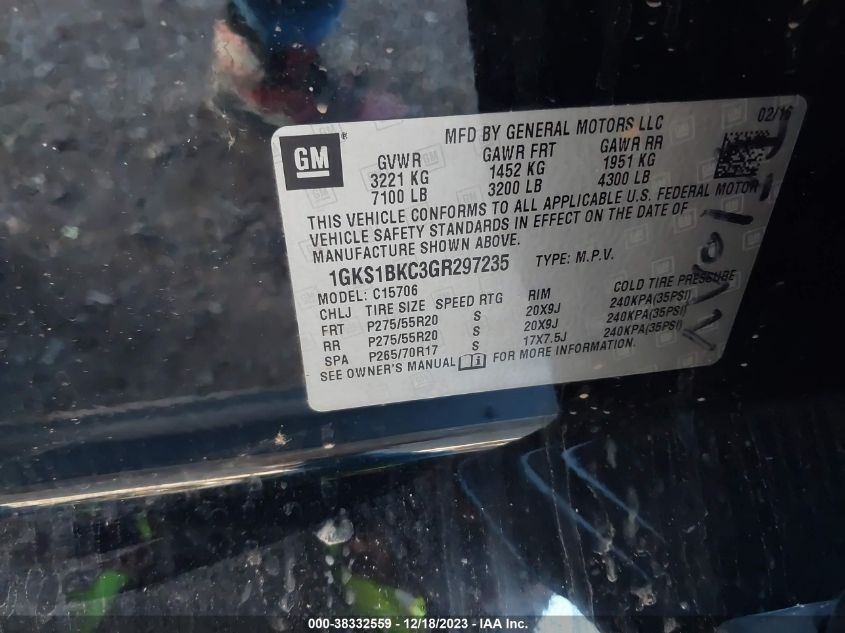 GM
®
MFD BY GENERAL MOTORS LLC
02/16
GVWR GAWR FRT GAWR RR
3221 KG 1452 KG 1951 KG
7100 LB 3200 LB 4300 LB
THIS VEHICLE CONFORMS TO ALL APPLICABLE U.S. FEDERAL MOTOR
VEHICLE SAFETY STANDARDS IN EFFECT ON THE DATE OF
MANUFACTURE SHOWN ABOVE.
1GKS1BKC3GR297235 TYPE: M.P.V.
MODEL: C15706
CHLJ TIRE SIZE SPEED RTG RIM COLD TIRE PRESSURE
FRT P275/55R20 S 20X9J 240KPA(35PSI)
RR P275/55R20 S 20X9J 240KPA(35PSI)
SPA P265/70R17 S 17X7.5J 240KPA(35PSI)
SEE OWNER'S MANUAL FOR MORE INFORMATION.
000-38332559 - 12/18/2023 - IAA Inc.